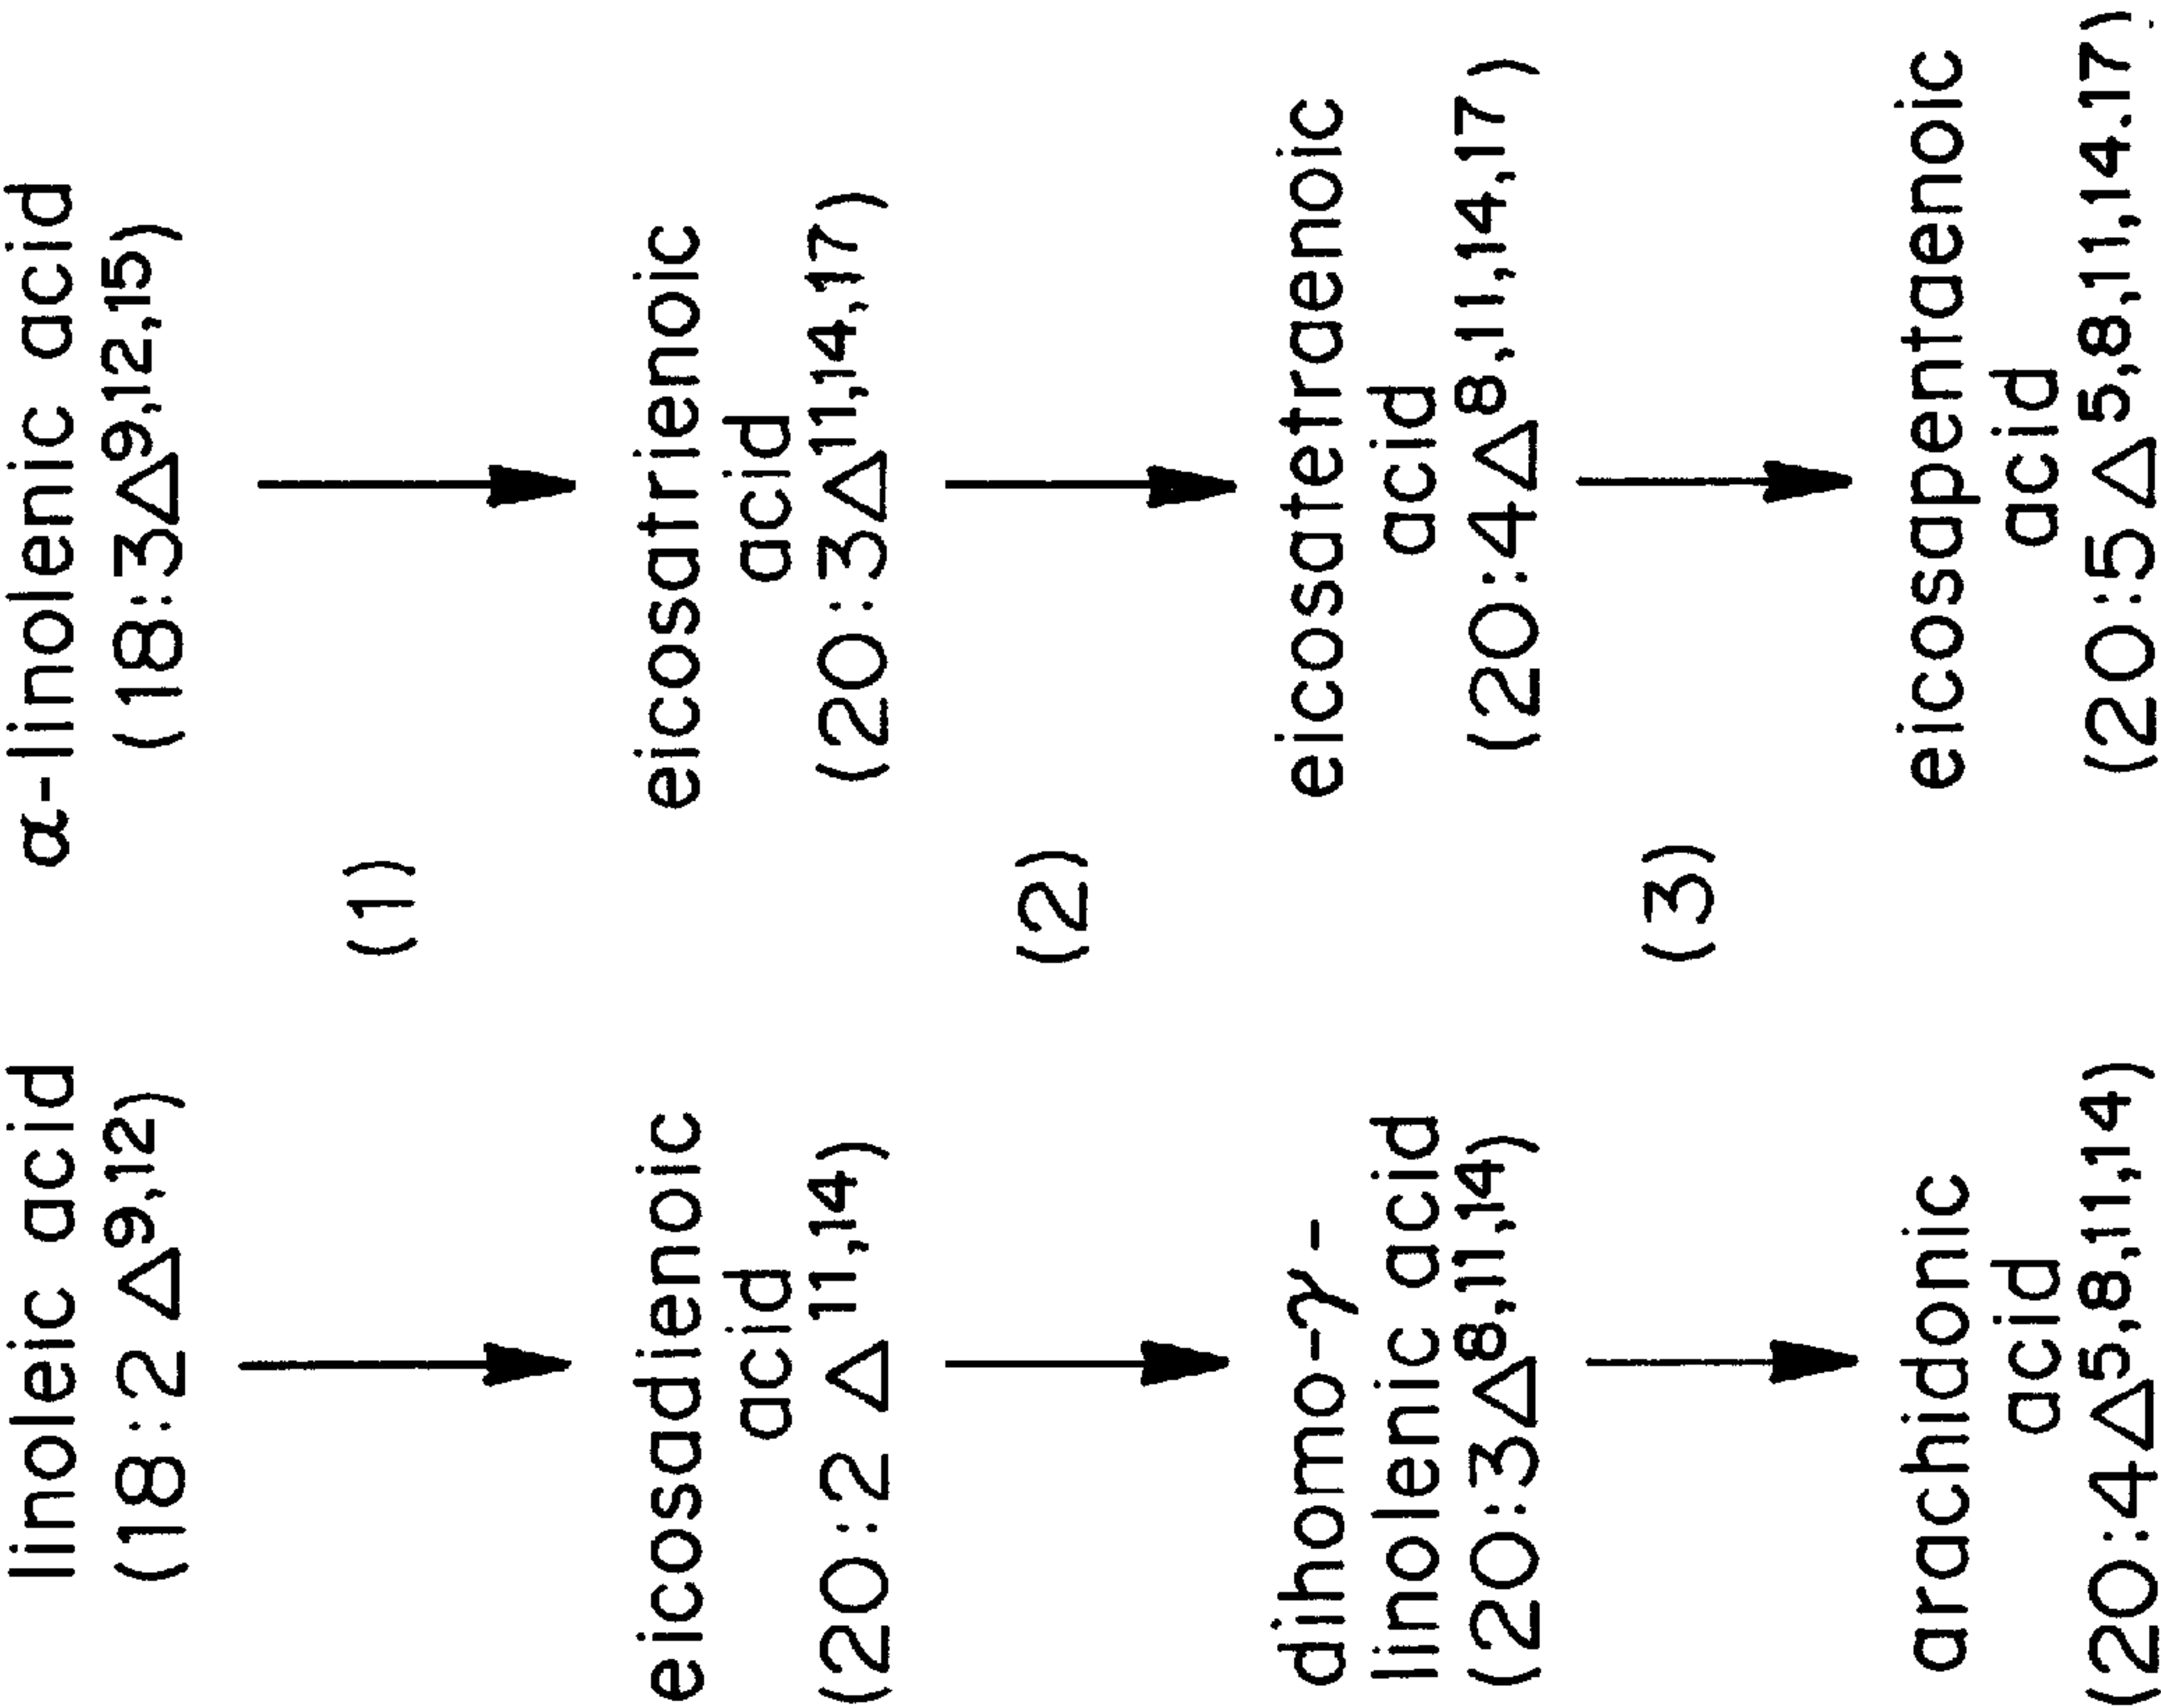 linoleic acid
(18:2 Δ9,12)
α-linolenic acid
(18:3Δ9,12,15)
(1)
eicosadienoic
acid
(20:2 Δ11,14)
eicosatrienoic
acid
(20:3Δ11,14,17)
(2)
dihomo-γ-
linolenic acid
(20:3Δ8,11,14)
eicosatetraenoic
acid
(20:4Δ8,11,14,17)
(3)
arachidonic
acid
(20:4Δ5,8,11,14)
eicosapentaenoic
acid
(20:5Δ5,8,11,14.17)